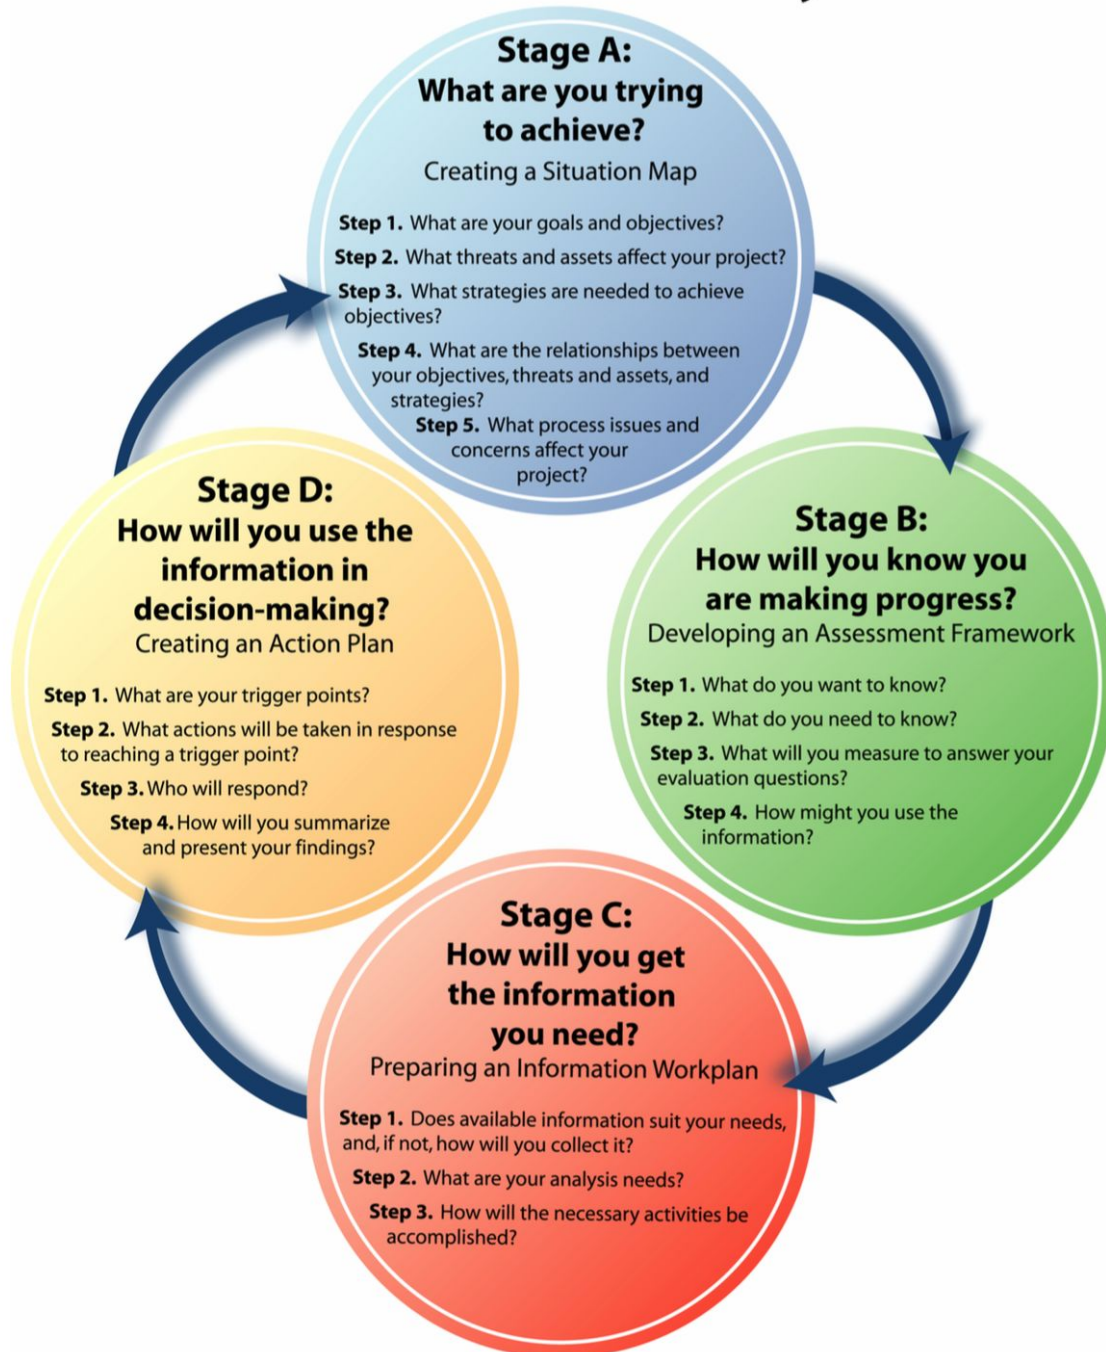 Stage A:
What are you trying
to achieve?
Creating a Situation Map
Step 1. What are your goals and objectives?
Step 2. What threats and assets affect your project?
Step 3. What strategies are needed to achieve
objectives?
Step 4. What are the relationships between
your objectives, threats and assets, and
strategies?
Step 5. What process issues and
concerns affect your
project?
Stage B:
How will you know you
are making progress?
Developing an Assessment Framework
Step 1. What do you want to know?
Step 2. What do you need to know?
Step 3. What will you measure to answer your
evaluation questions?
Step 4. How might you use the
information?
Stage C:
How will you get
the information
you need?
Preparing an Information Workplan
Step 1. Does available information suit your needs,
and, if not, how will you collect it?
Step 2. What are your analysis needs?
Step 3. How will the necessary activities be
accomplished?
Stage D:
How will you use the
information in
decision-making?
Creating an Action Plan
Step 1. What are your trigger points?
Step 2. What actions will be taken in response
to reaching a trigger point?
Step 3. Who will respond?
Step 4. How will you summarize
and present your findings?